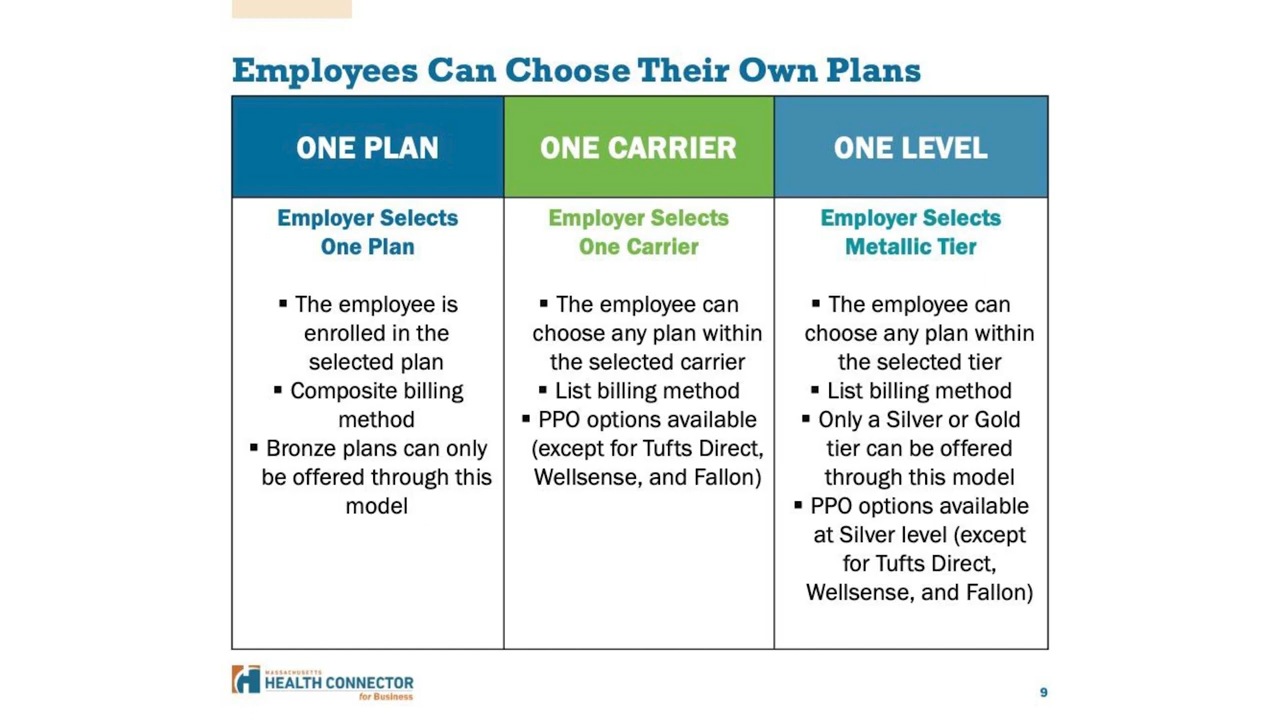 Employees Can Choose Their Own Plans
ONE PLAN
Employer Selects
One Plan
▪ The employee is
enrolled in the
selected plan
▪ Composite billing
method
▪ Bronze plans can only
be offered through this
model
ONE CARRIER
Employer Selects
One Carrier
▪ The employee can
choose any plan within
the selected carrier
▪ List billing method
▪ PPO options available
(except for Tufts Direct,
Wellsense, and Fallon)
ONE LEVEL
Employer Selects
Metallic Tier
▪ The employee can
choose any plan within
the selected tier
▪ List billing method
▪ Only a Silver or Gold
tier can be offered
through this model
▪ PPO options available
at Silver level (except
for Tufts Direct,
Wellsense, and Fallon)
MASSACHUSETTS
HEALTH CONNECTOR
for Business
9